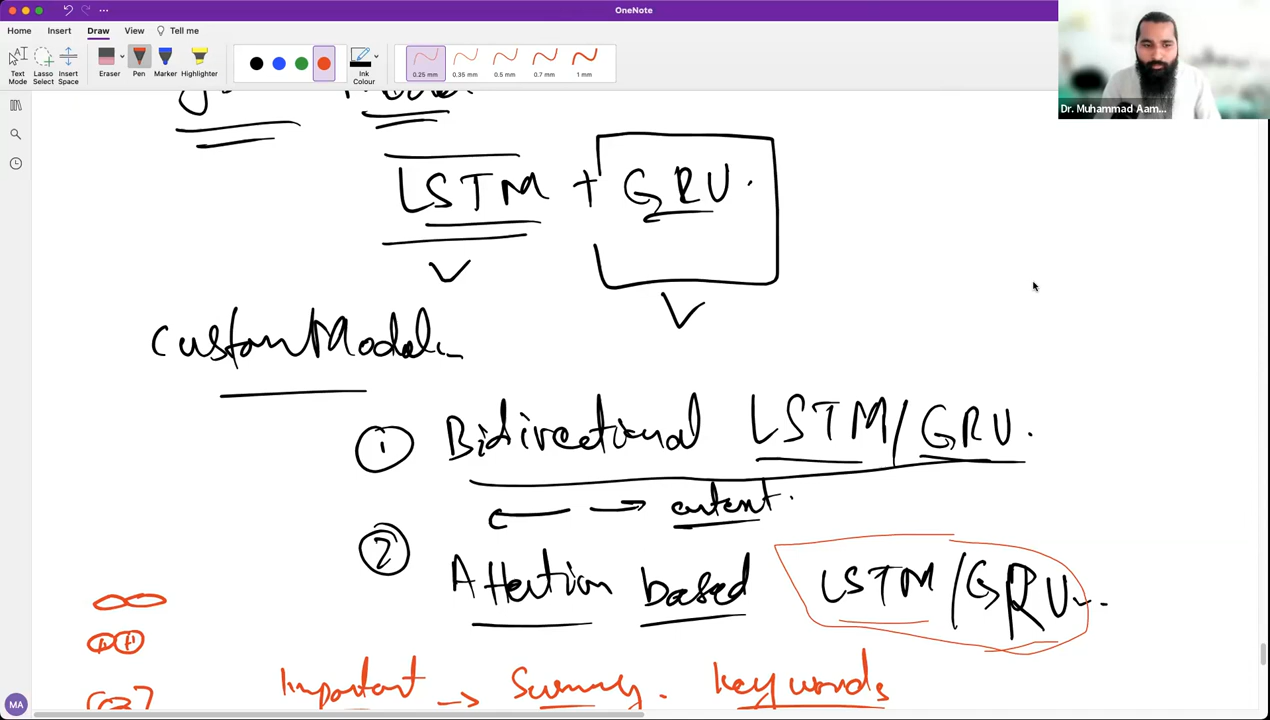 OneNote
Home Insert Draw View Tell me
Text Mode Lasso Select Insert Space Eraser Pen Marker Highlighter Ink Colour 0.25 mm 0.35 mm 0.5 mm 0.7 mm 1 mm
Dr. Muhammad Aam...
LSTM + GRU.
Custom Models
① Bidirectional LSTM/GRU.
← → context.
② Attention based LSTM/GRU.
Important → Summary. Keywords
MA